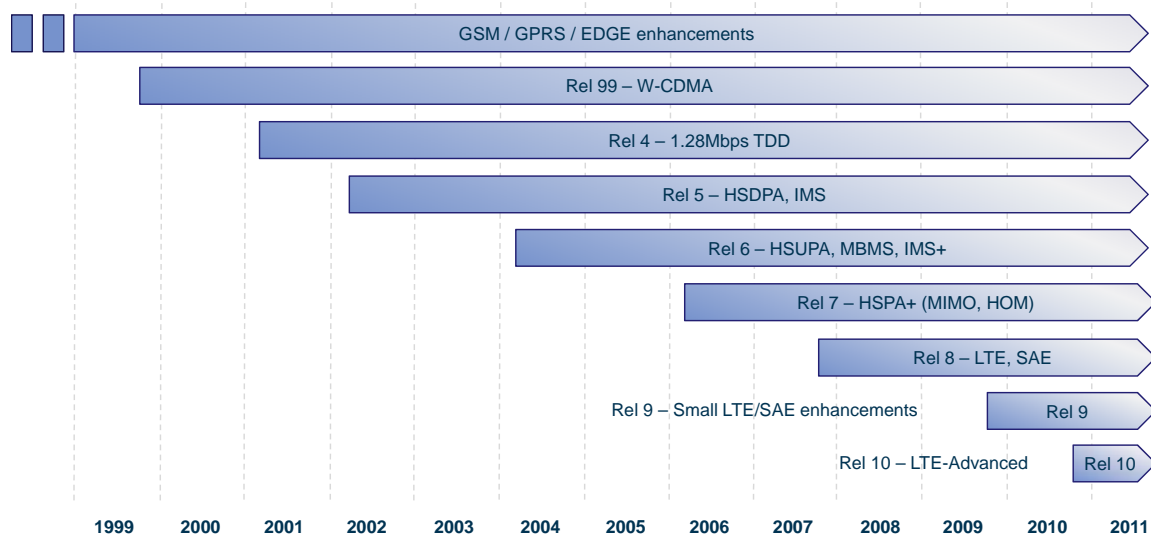 GSM / GPRS / EDGE enhancements
Rel 99 – W-CDMA
Rel 4 – 1.28Mbps TDD
Rel 5 – HSDPA, IMS
Rel 6 – HSUPA, MBMS, IMS+
Rel 7 – HSPA+ (MIMO, HOM)
Rel 8 – LTE, SAE
Rel 9 – Small LTE/SAE enhancements Rel 9
Rel 10 – LTE-Advanced Rel 10
1999 2000 2001 2002 2003 2004 2005 2006 2007 2008 2009 2010 2011